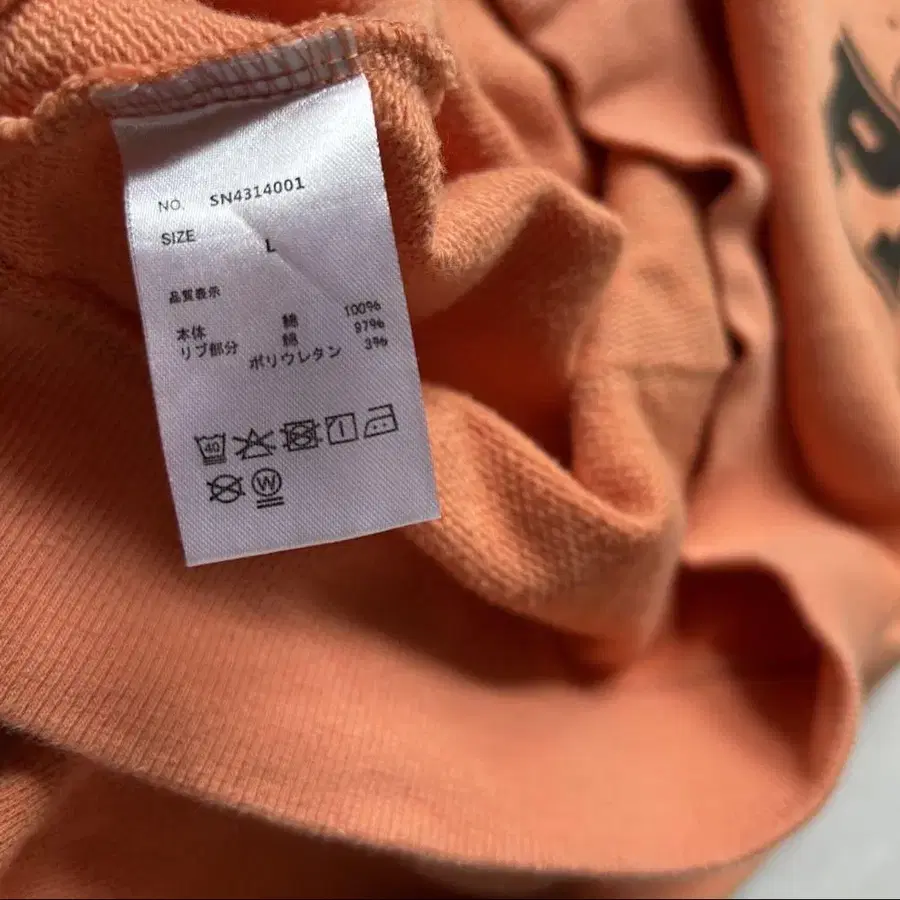 NO. SN4314001
SIZE L
品質表示
本体 綿 100%
リブ部分 綿 97%
ポリウレタン 3%
40
W